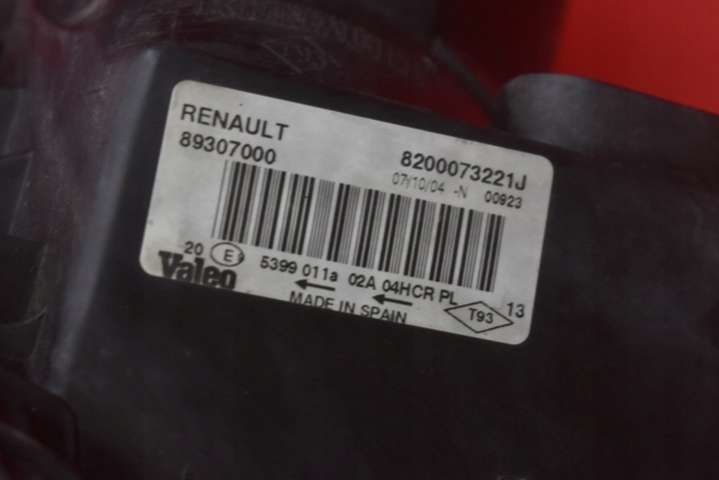 RENAULT
89307000 8200073221J
07/10/04 -N 00923
20 E 5399 011a 02A 04HCR PL
Valeo
MADE IN SPAIN T93 13